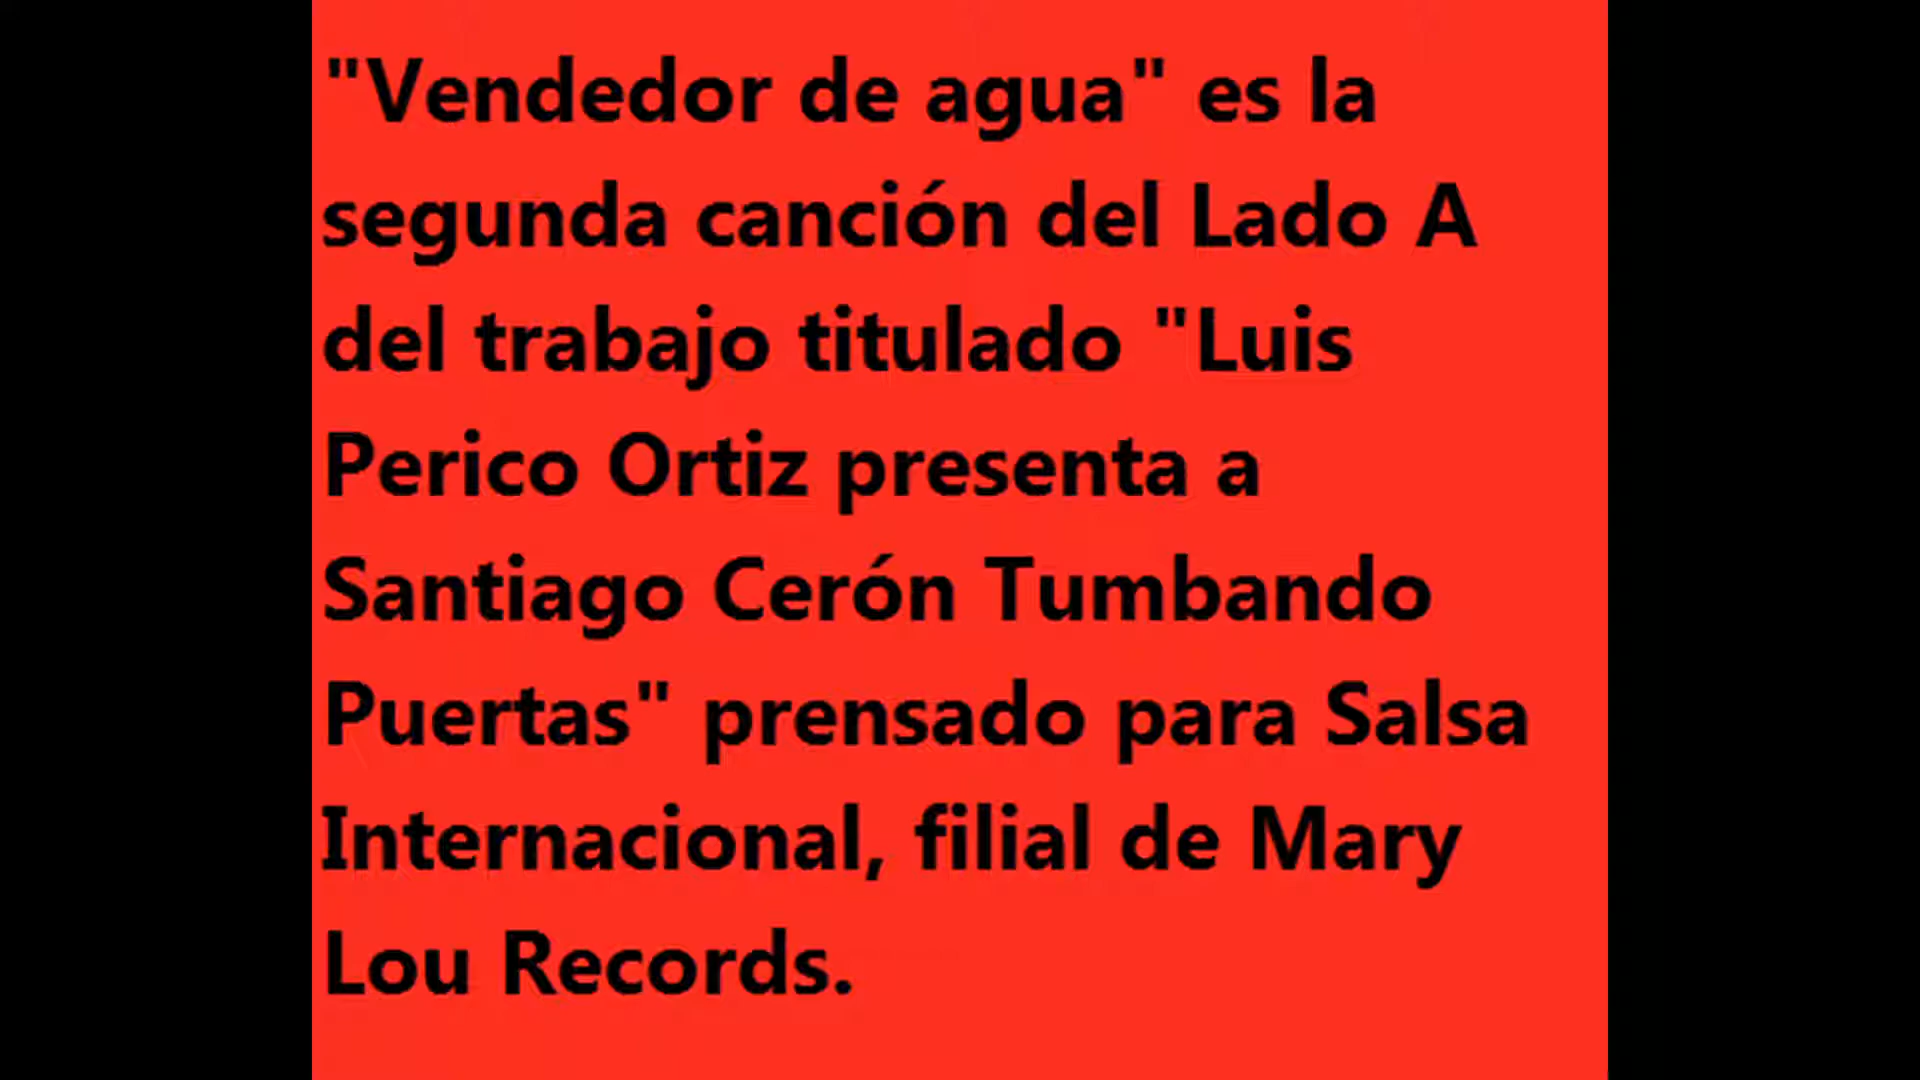 "Vendedor de agua" es la
segunda canción del Lado A
del trabajo titulado "Luis
Perico Ortiz presenta a
Santiago Cerón Tumbando
Puertas" prensado para Salsa
Internacional, filial de Mary
Lou Records.